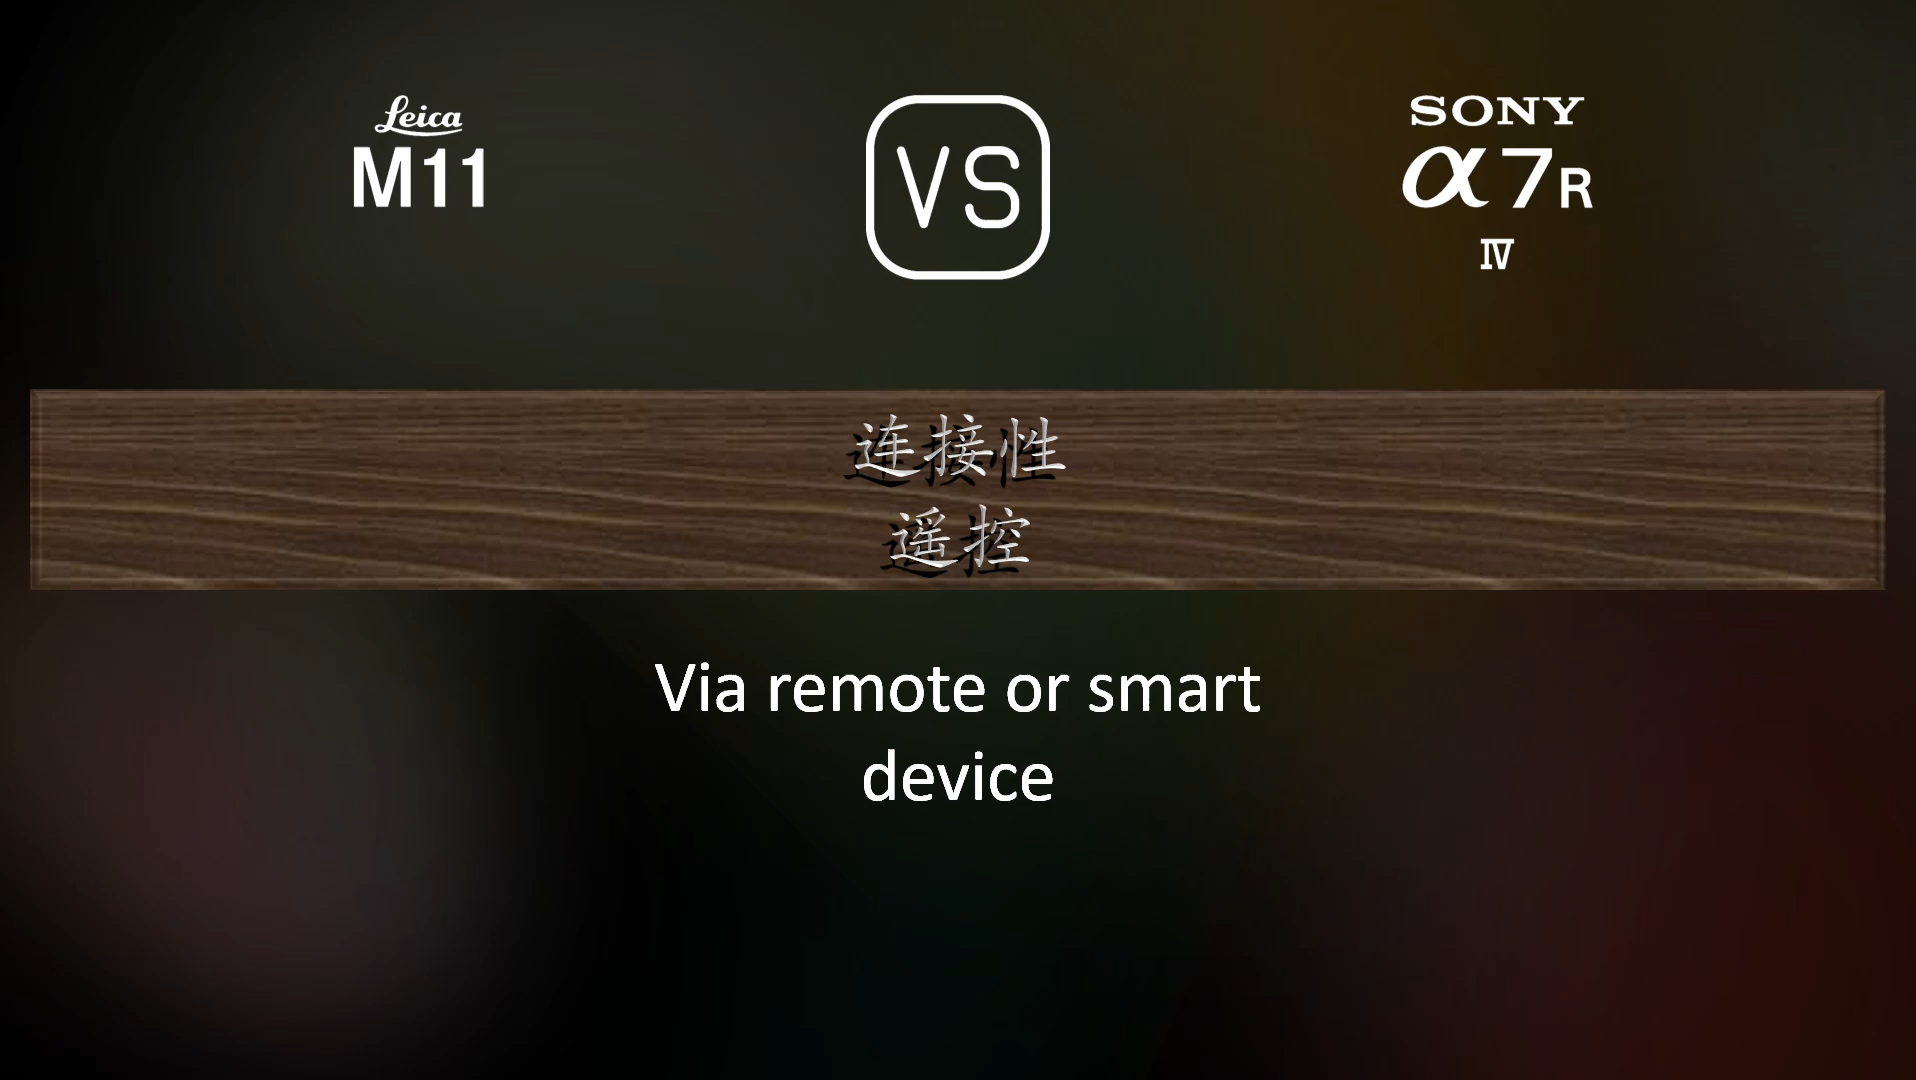 Leica
M11
VS
SONY
α7R
IV
连接性
遥控
Via remote or smart
device